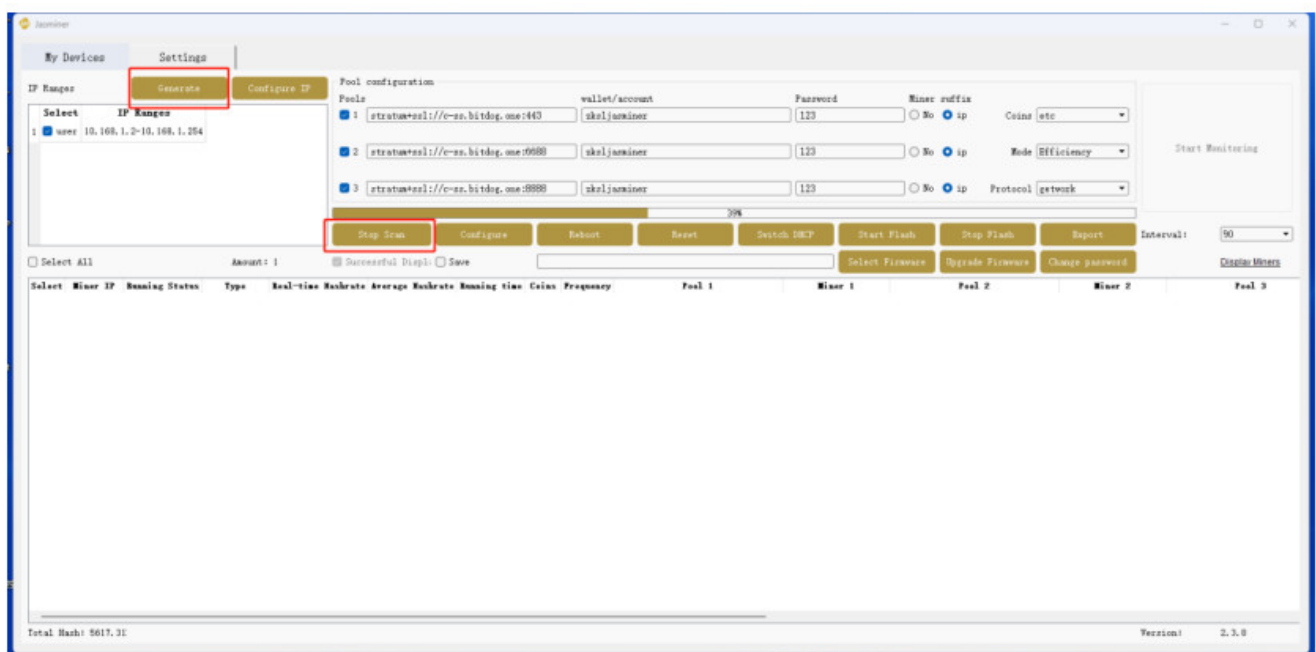 Jasminer
My Devices Settings
IP Ranges Generate Configure IP Pool configuration
Pools wallet/account Password Miner suffix
Select IP Ranges
1 stratum+ssl://c-ss.bitdog.one:443 zksljasminer 123 No ip Coins etc
1 user 10.168.1.2-10.168.1.254
2 stratum+ssl://c-ss.bitdog.one:6688 zksljasminer 123 No ip Mode Efficiency Start Monitoring
3 stratum+ssl://c-ss.bitdog.one:8888 zksljasminer 123 No ip Protocol getwork
39%
Stop Scan Configure Reboot Reset Switch DHCP Start Flash Stop Flash Export Interval: 90
Select All Amount: 1 Successful Displ Save Select Firmware Upgrade Firmware Change password Display Miners
Select Miner IP Running Status Type Real-time Hashrate Average Hashrate Running time Coins Frequency Pool 1 Miner 1 Pool 2 Miner 2 Pool 3
Total Hash: Version: 2.3.0